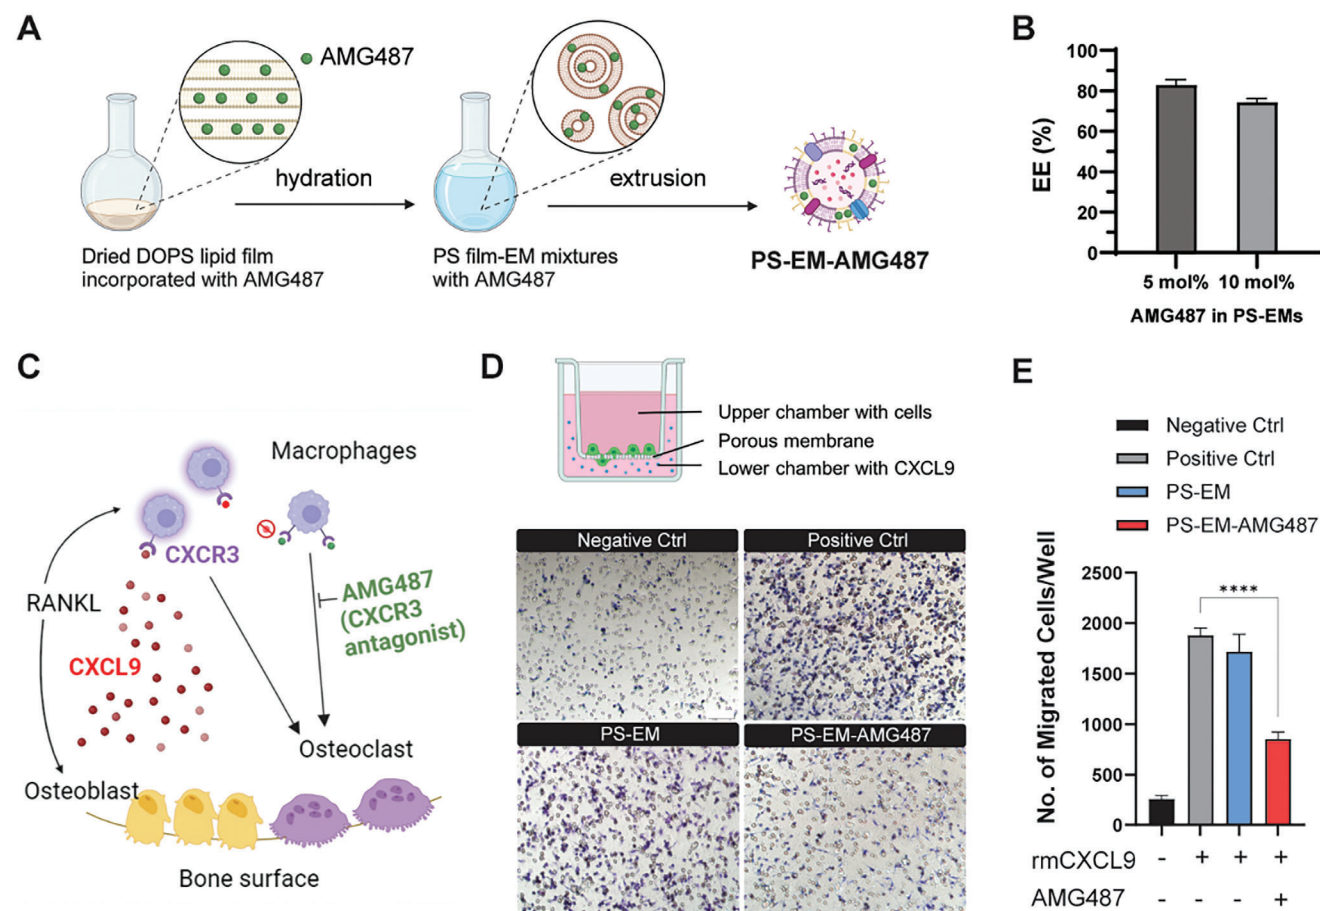 A
AMG487
hydration
extrusion
Dried DOPS lipid film
incorporated with AMG487
PS film-EM mixtures
with AMG487
PS-EM-AMG487
B
EE (%)
100
80
60
40
20
0
5 mol% 10 mol%
AMG487 in PS-EMs
C
Macrophages
CXCR3
RANKL
AMG487
(CXCR3
antagonist)
CXCL9
Osteoclast
Osteoblast
Bone surface
D
Upper chamber with cells
Porous membrane
Lower chamber with CXCL9
Negative Ctrl
Positive Ctrl
PS-EM
PS-EM-AMG487
E
Negative Ctrl
Positive Ctrl
PS-EM
PS-EM-AMG487
No. of Migrated Cells/Well
2500
2000
1500
1000
500
0
****
rmCXCL9 - + + +
AMG487 - - - +